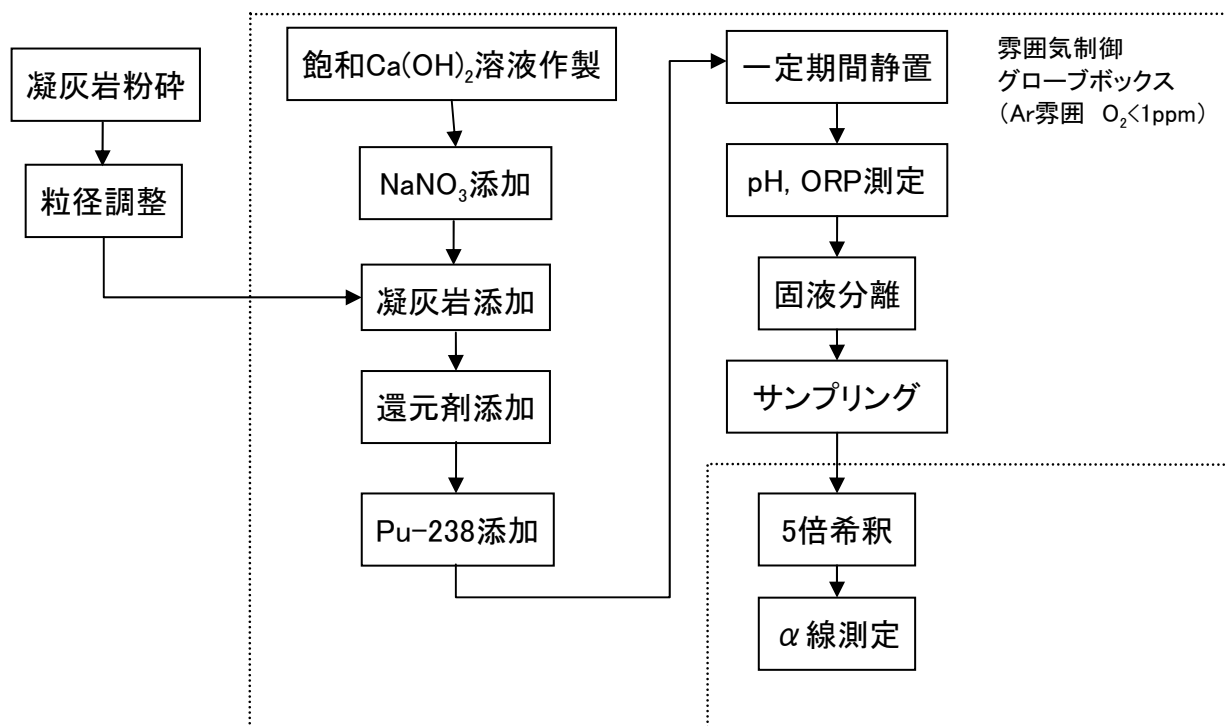 凝灰岩粉砕
粒径調整
飽和Ca(OH)₂溶液作製
NaNO₃添加
凝灰岩添加
還元剤添加
Pu-238添加
一定期間静置
pH, ORP測定
固液分離
サンプリング
5倍希釈
α線測定
雰囲気制御
グローブボックス
(Ar雰囲 O₂<1ppm)